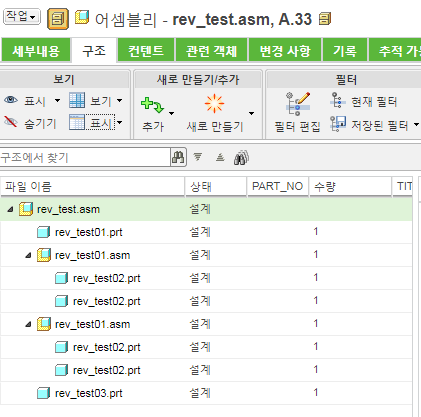 작업 어셈블리 - rev_test.asm, A.33
세부내용 구조 컨텐트 관련 객체 변경 사항 기록 추적 가
보기 새로 만들기/추가 필터
표시 보기 추가 새로 만들기 필터 편집 현재 필터
숨기기 표시 저장된 필터
구조에서 찾기
파일 이름 상태 PART_NO 수량 TIT
rev_test.asm 설계
rev_test01.prt 설계 1
rev_test01.asm 설계 1
rev_test02.prt 설계 1
rev_test02.prt 설계 1
rev_test01.asm 설계 1
rev_test02.prt 설계 1
rev_test02.prt 설계 1
rev_test03.prt 설계 1